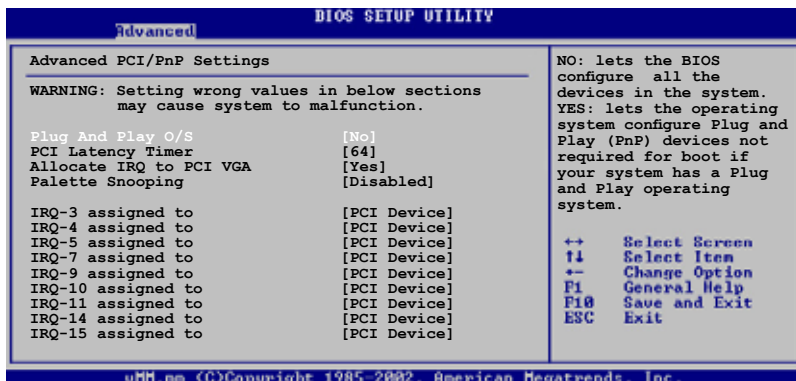 BIOS SETUP UTILITY
Advanced
Advanced PCI/PnP Settings
WARNING: Setting wrong values in below sections
may cause system to malfunction.
Plug And Play O/S [No]
PCI Latency Timer [64]
Allocate IRQ to PCI VGA [Yes]
Palette Snooping [Disabled]
IRQ-3 assigned to [PCI Device]
IRQ-4 assigned to [PCI Device]
IRQ-5 assigned to [PCI Device]
IRQ-7 assigned to [PCI Device]
IRQ-9 assigned to [PCI Device]
IRQ-10 assigned to [PCI Device]
IRQ-11 assigned to [PCI Device]
IRQ-14 assigned to [PCI Device]
IRQ-15 assigned to [PCI Device]
NO: lets the BIOS
configure all the
devices in the system.
YES: lets the operating
system configure Plug and
Play (PnP) devices not
required for boot if
your system has a Plug
and Play operating
system.
↔ Select Screen
↑↓ Select Item
+- Change Option
F1 General Help
F10 Save and Exit
ESC Exit
(C)Copyright 1985-2002, American Megatrends, Inc.